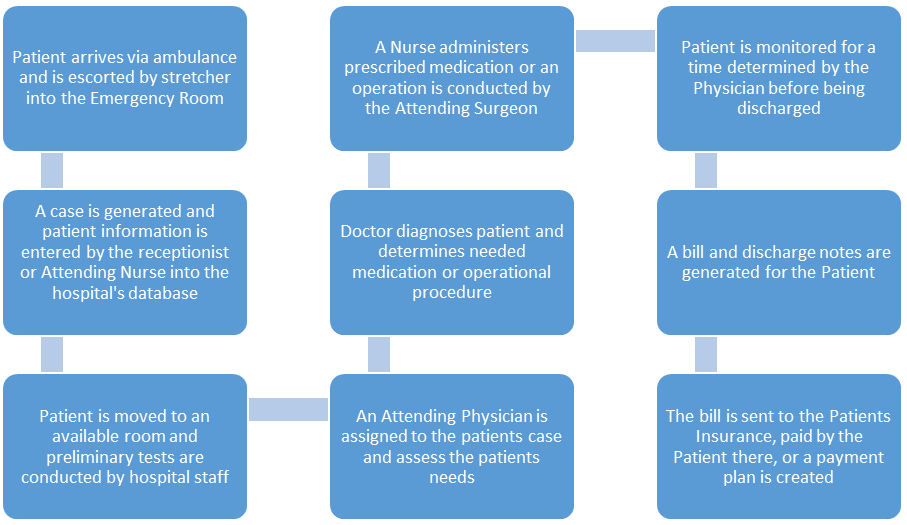 Patient arrives via ambulance
and is escorted by stretcher
into the Emergency Room
A case is generated and
patient information is
entered by the receptionist
or Attending Nurse into the
hospital's database
Patient is moved to an
available room and
preliminary tests are
conducted by hospital staff
An Attending Physician is
assigned to the patients case
and assess the patients
needs
Doctor diagnoses patient and
determines needed
medication or operational
procedure
A Nurse administers
prescribed medication or an
operation is conducted by
the Attending Surgeon
Patient is monitored for a
time determined by the
Physician before being
discharged
A bill and discharge notes are
generated for the Patient
The bill is sent to the Patients
Insurance, paid by the
Patient there, or a payment
plan is created